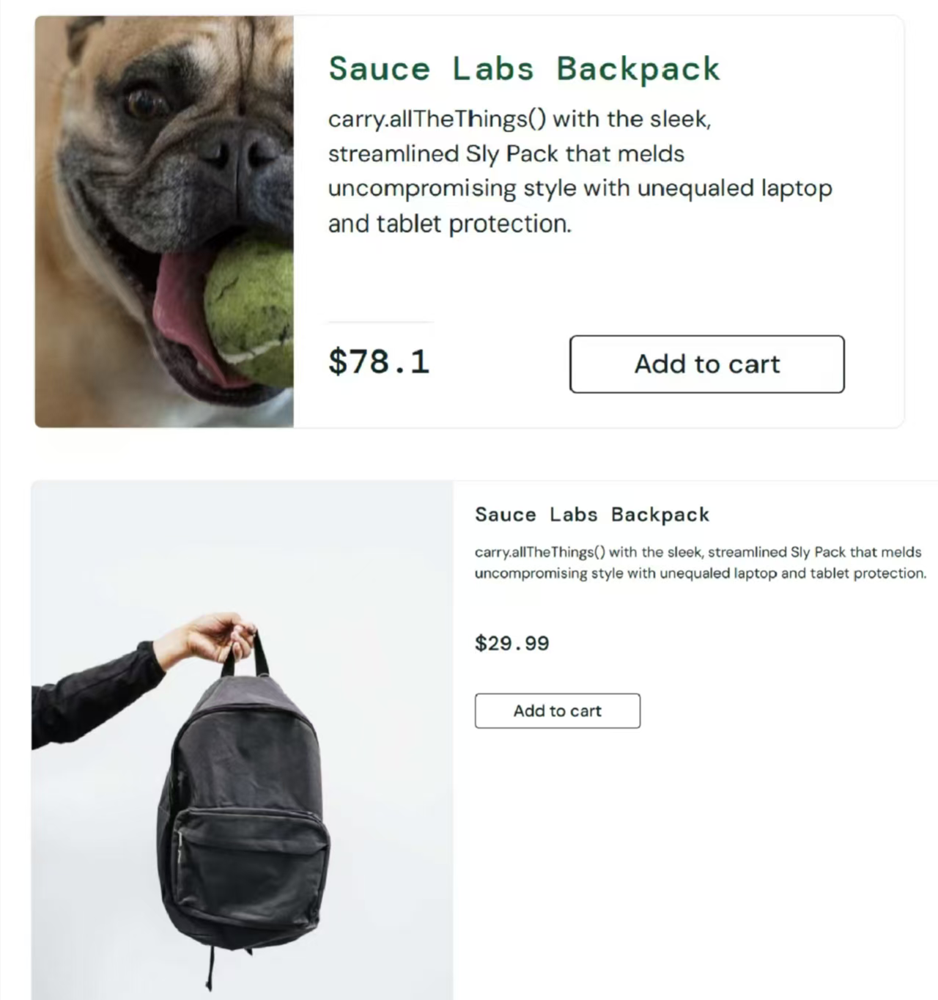 Sauce Labs Backpack
carry.allTheThings() with the sleek,
streamlined Sly Pack that melds
uncompromising style with unequaled laptop
and tablet protection.
$78.1
Add to cart
Sauce Labs Backpack
carry.allTheThings() with the sleek, streamlined Sly Pack that melds
uncompromising style with unequaled laptop and tablet protection.
$29.99
Add to cart